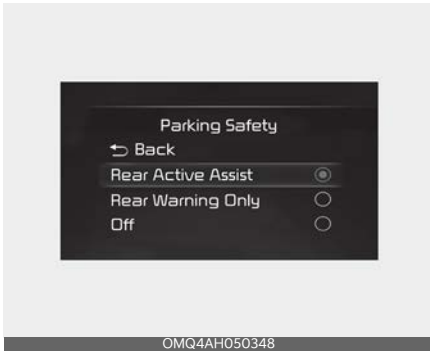 Parking Safety
Back
Rear Active Assist
Rear Warning Only
Off
OMQ4AH050348